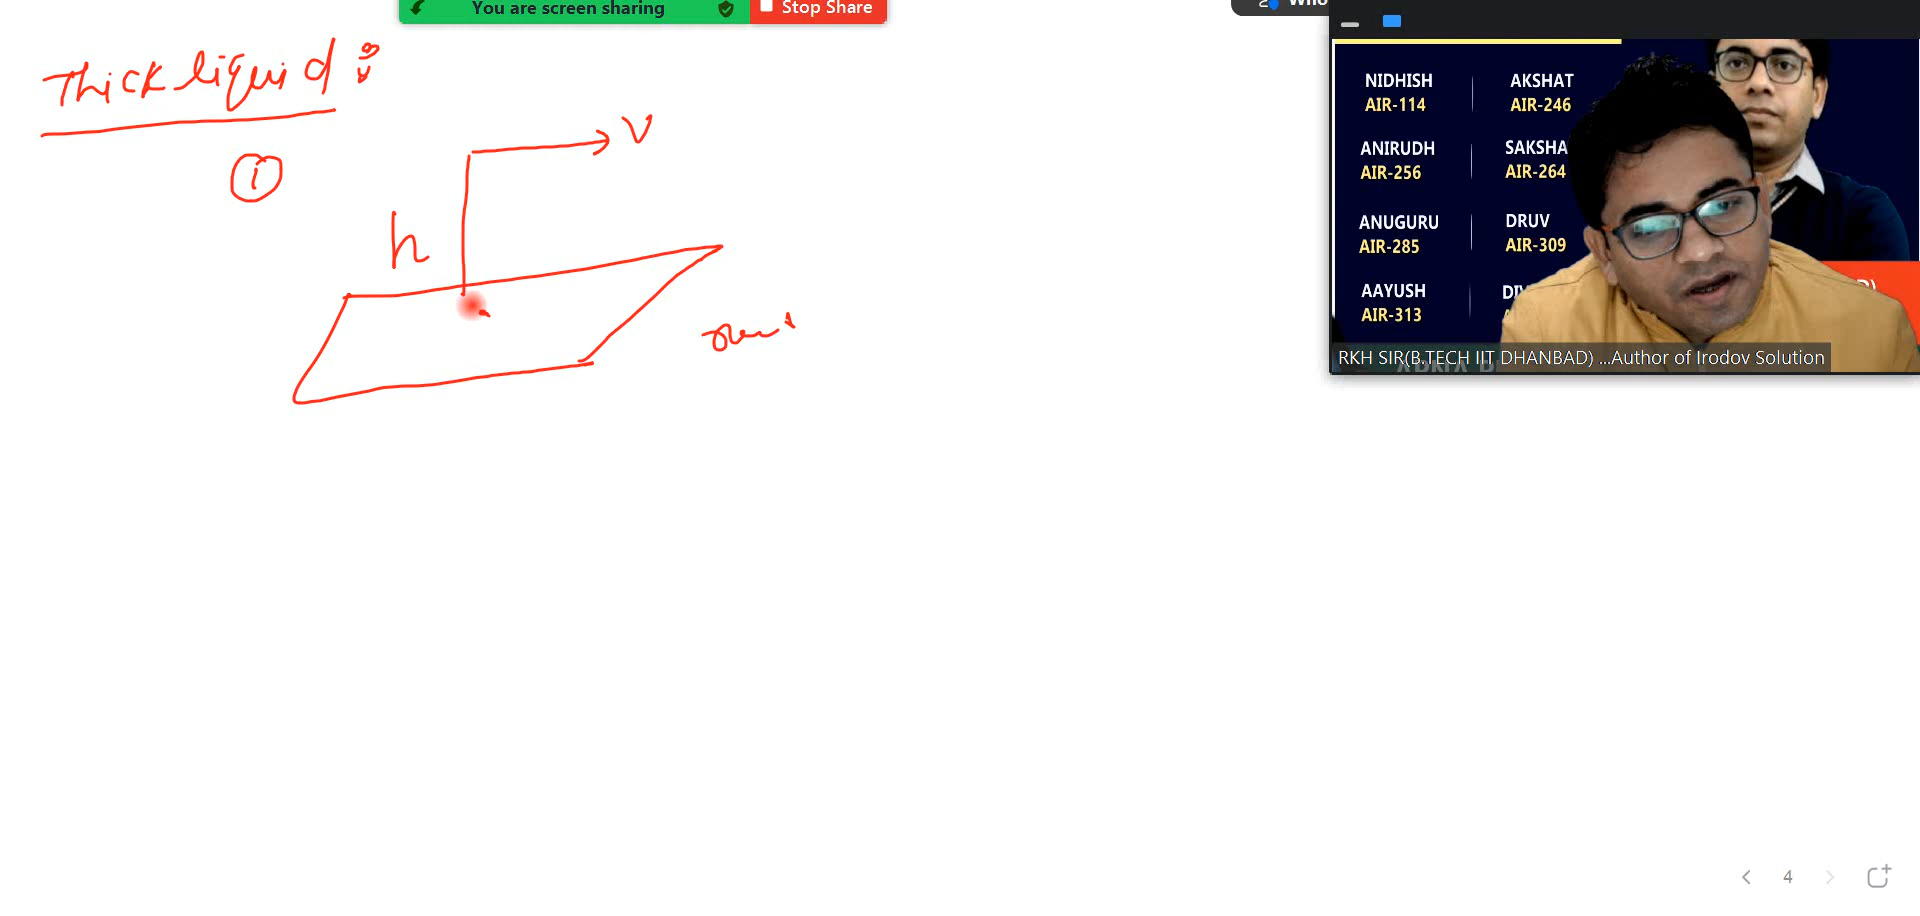 You are screen sharing
Stop Share
Thick liquid :
i
v
h
NIDHISH
AIR-114
AKSHAT
AIR-246
ANIRUDH
AIR-256
SAKSHA
AIR-264
ANUGURU
AIR-285
DRUV
AIR-309
AAYUSH
AIR-313
RKH SIR(B.TECH IIT DHANBAD) ...Author of Irodov Solution
4